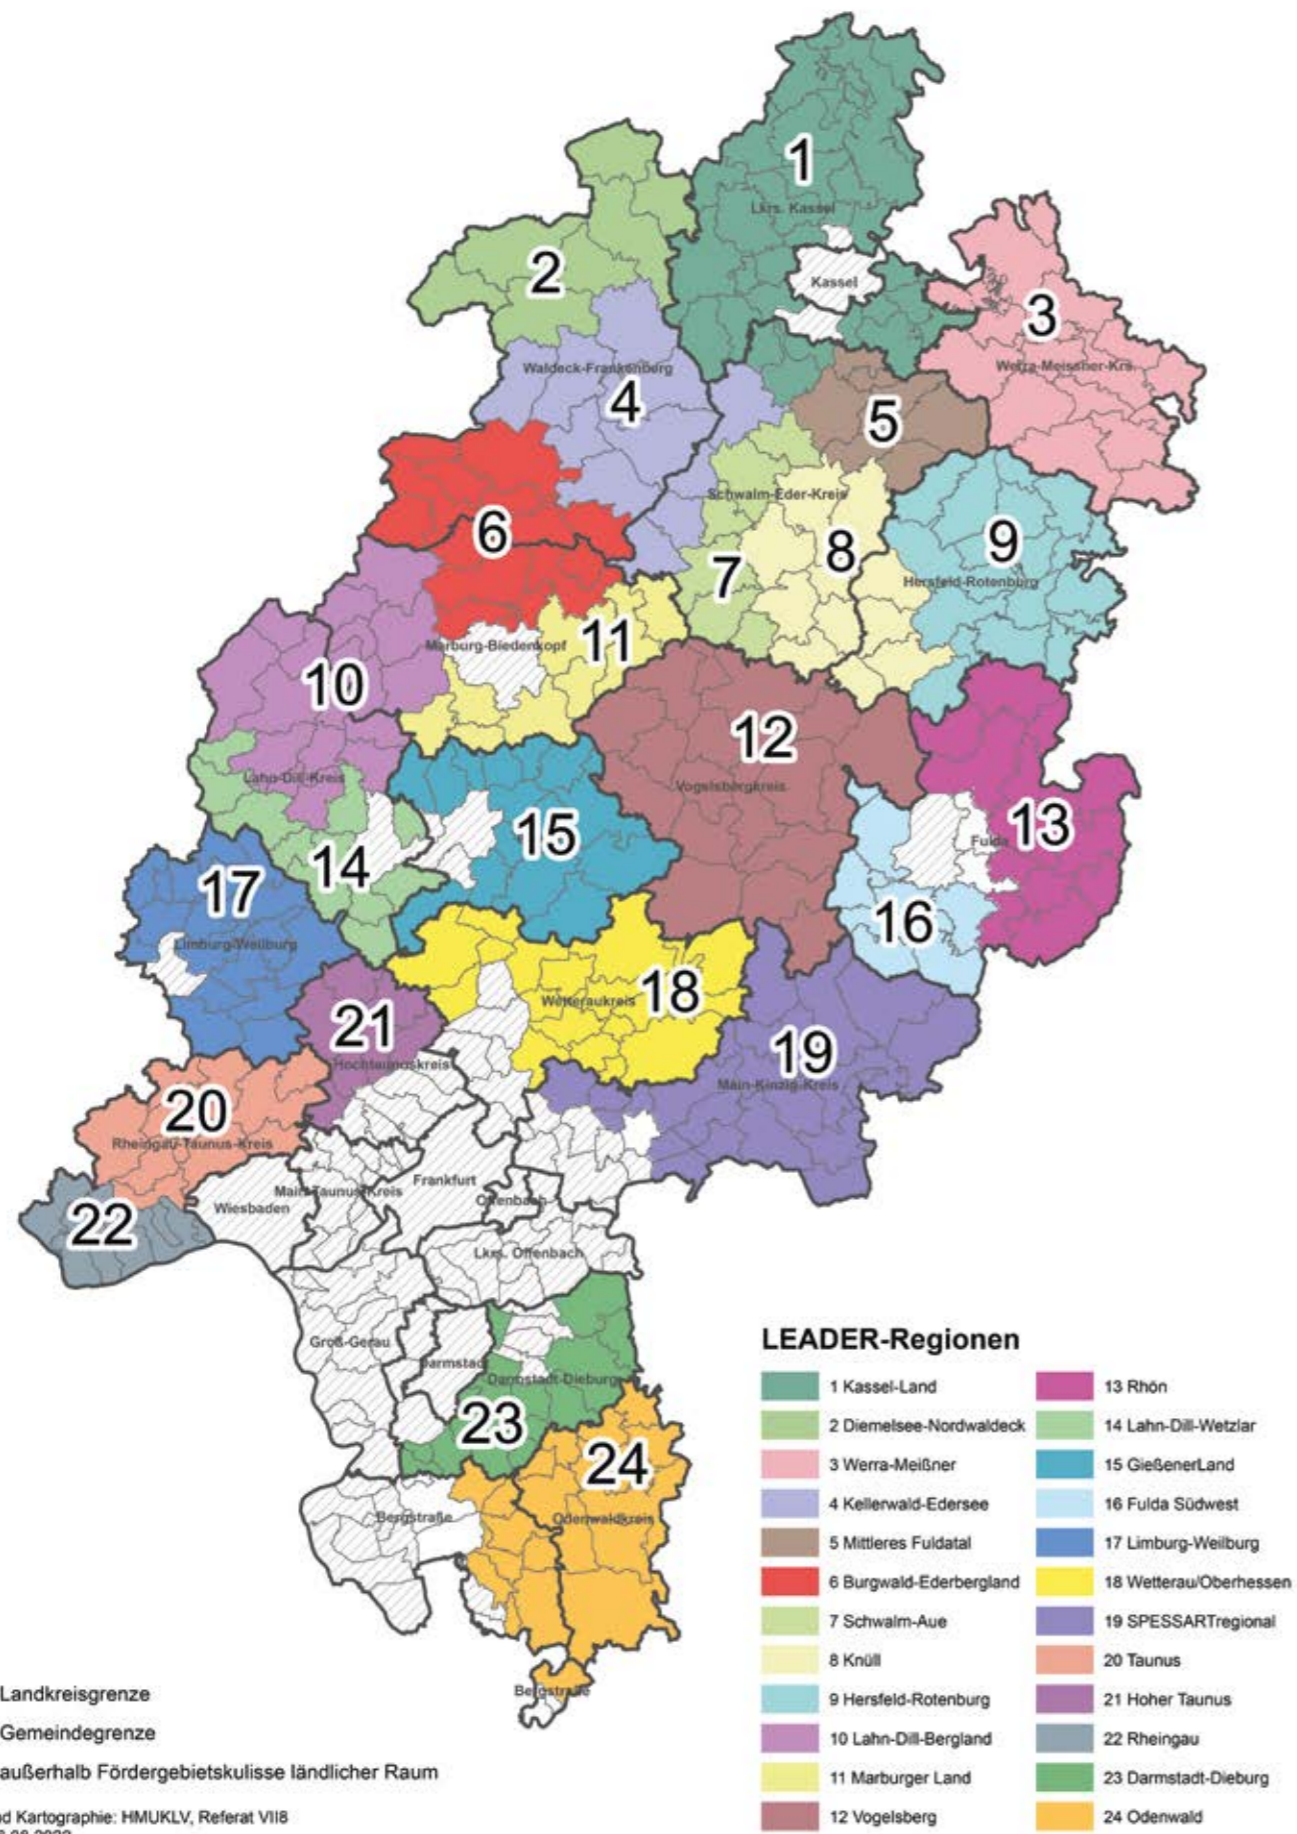 1
Lkrs. Kassel
2
Kassel
3
Waldeck-Frankenberg
Werra-Meissner-Krs.
4
5
Schwalm-Eder-Kreis
6
8
9
7
Hersfeld-Rotenburg
Marburg-Biedenkopf
11
10
12
Lahn-Dill-Kreis
Vogelsbergkreis
13
15
Fulda
14
17
16
Limburg-Weilburg
18
Wetteraukreis
21
19
Hochtaunuskreis
Main-Kinzig-Kreis
20
Rheingau-Taunus-Kreis
Frankfurt
Main-Taunus-Kreis
Offenbach
Wiesbaden
22
Lkrs. Offenbach
Groß-Gerau
Darmstadt
Darmstadt-Dieburg
23
24
Bergstraße
Odenwaldkreis
Bergstraße
LEADER-Regionen
1 Kassel-Land
2 Diemelsee-Nordwaldeck
3 Werra-Meißner
4 Kellerwald-Edersee
5 Mittleres Fuldatal
6 Burgwald-Ederbergland
7 Schwalm-Aue
8 Knüll
9 Hersfeld-Rotenburg
10 Lahn-Dill-Bergland
11 Marburger Land
12 Vogelsberg
13 Rhön
14 Lahn-Dill-Wetzlar
15 GießenerLand
16 Fulda Südwest
17 Limburg-Weilburg
18 Wetterau/Oberhessen
19 SPESSARTregional
20 Taunus
21 Hoher Taunus
22 Rheingau
23 Darmstadt-Dieburg
24 Odenwald
Landkreisgrenze
Gemeindegrenze
außerhalb Fördergebietskulisse ländlicher Raum
d Kartographie: HMUKLV, Referat VII8